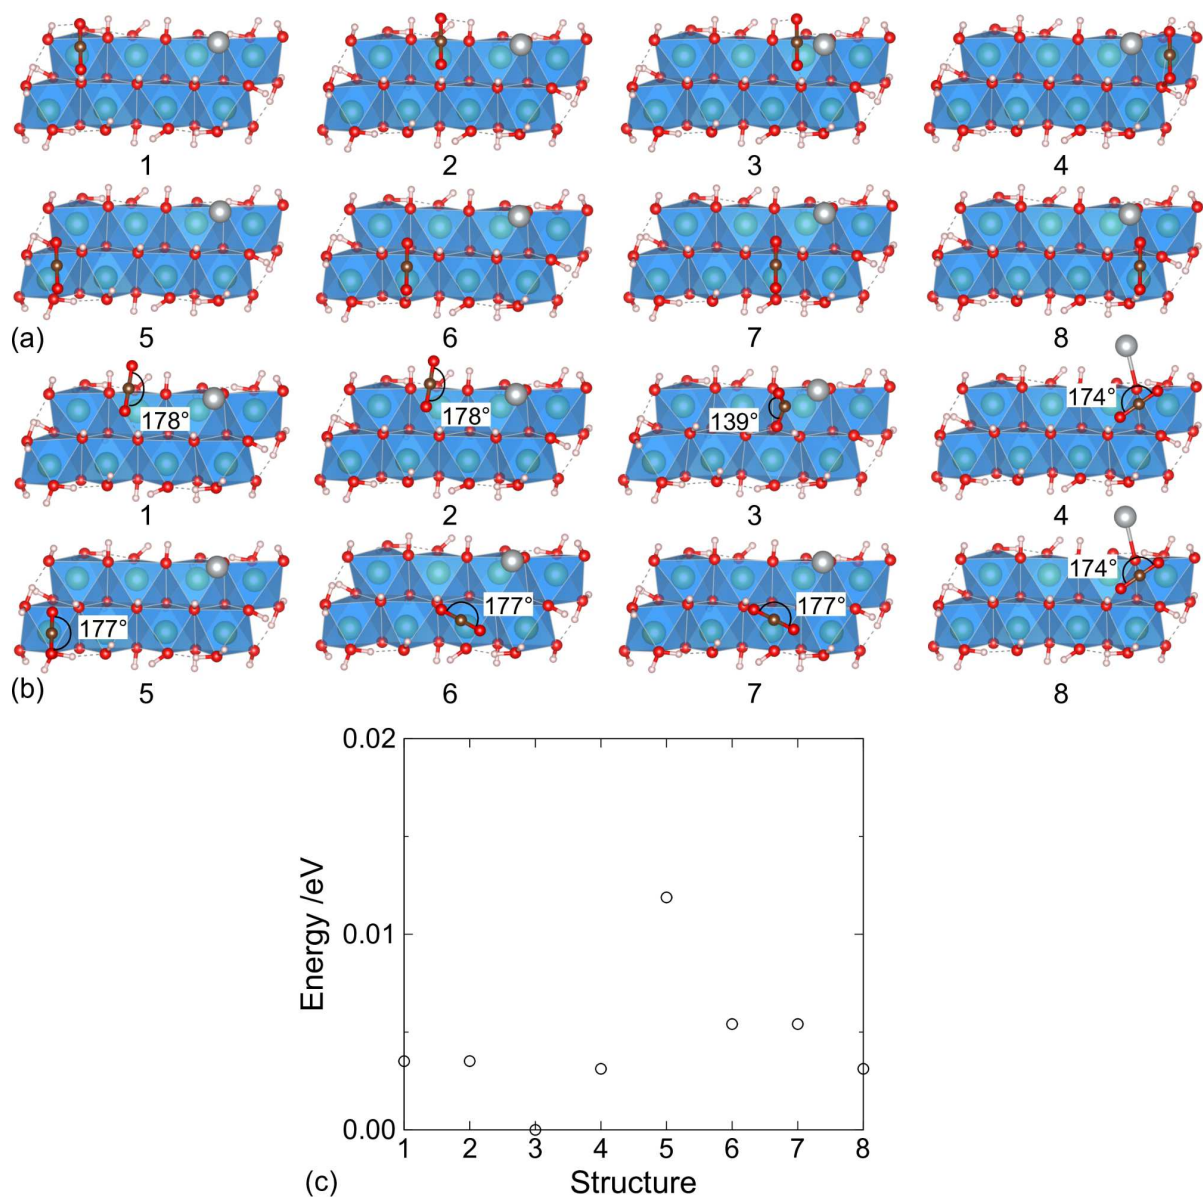 1 2 3 4
(a) 5 6 7 8
178° 178° 139° 174°
1 2 3 4
177° 177° 177° 174°
(b) 5 6 7 8
0.02
0.01
0.00
Energy /eV
1 2 3 4 5 6 7 8
(c) Structure